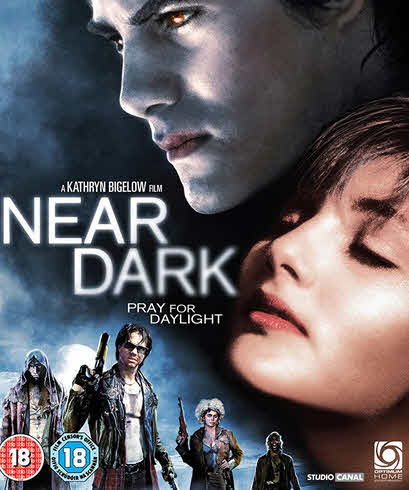 A KATHRYN BIGELOW FILM
NEAR
DARK
PRAY FOR
DAYLIGHT
18
18
STUDIO CANAL
OPTIMUM
HOME